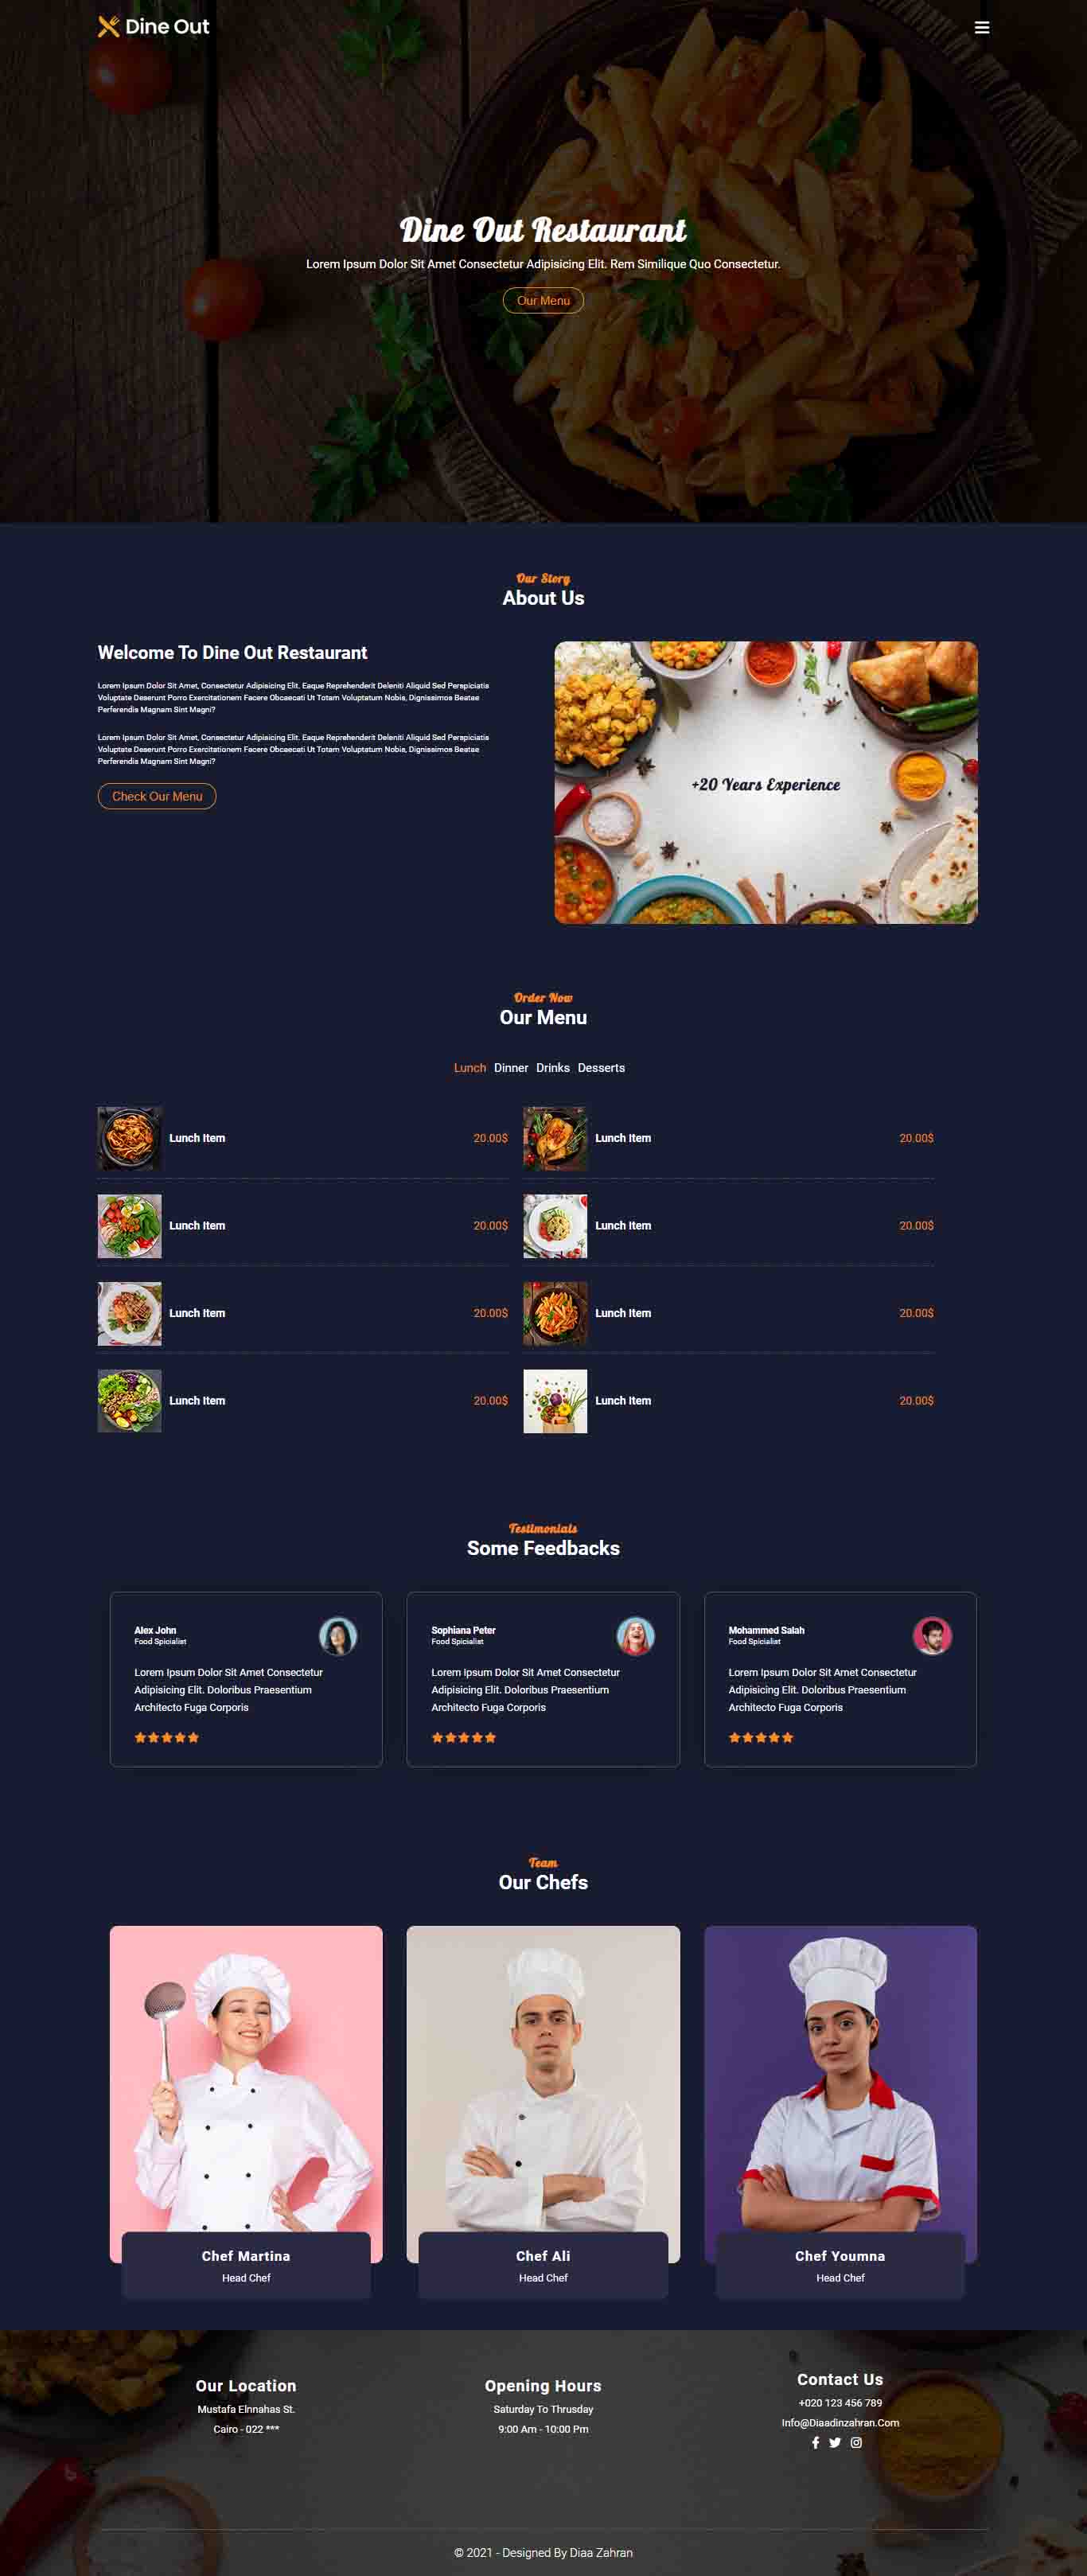 Dine Out
Dine Out Restaurant
Lorem Ipsum Dolor Sit Amet Consectetur Adipisicing Elit. Rem Similique Quo Consectetur.
Our Menu
Our Story
About Us
Welcome To Dine Out Restaurant
Lorem Ipsum Dolor Sit Amet, Consectetur Adipisicing Elit. Eaque Reprehenderit Deleniti Aliquid Sed Perspiciatis
Voluptate Deserunt Porro Exercitationem Facere Obcaecati Ut Totam Voluptatum Nobis, Dignissimos Beatae
Perferendis Magnam Sint Magni?
Lorem Ipsum Dolor Sit Amet, Consectetur Adipisicing Elit. Eaque Reprehenderit Deleniti Aliquid Sed Perspiciatis
Voluptate Deserunt Porro Exercitationem Facere Obcaecati Ut Totam Voluptatum Nobis, Dignissimos Beatae
Perferendis Magnam Sint Magni?
Check Our Menu
+20 Years Experience
Order Now
Our Menu
Lunch Dinner Drinks Desserts
Lunch Item 20.00$
Lunch Item 20.00$
Lunch Item 20.00$
Lunch Item 20.00$
Lunch Item 20.00$
Lunch Item 20.00$
Lunch Item 20.00$
Lunch Item 20.00$
Testimonials
Some Feedbacks
Alex John
Food Spicialist
Lorem Ipsum Dolor Sit Amet Consectetur
Adipisicing Elit. Doloribus Praesentium
Architecto Fuga Corporis
Sophiana Peter
Food Spicialist
Lorem Ipsum Dolor Sit Amet Consectetur
Adipisicing Elit. Doloribus Praesentium
Architecto Fuga Corporis
Mohammed Salah
Food Spicialist
Lorem Ipsum Dolor Sit Amet Consectetur
Adipisicing Elit. Doloribus Praesentium
Architecto Fuga Corporis
Team
Our Chefs
Chef Martina
Head Chef
Chef Ali
Head Chef
Chef Youmna
Head Chef
Our Location
Mustafa Elnnahas St.
Cairo - 022 ***
Opening Hours
Saturday To Thrusday
9:00 Am - 10:00 Pm
Contact Us
+020 123 456 789
Info@Diaadinzahran.Com
© 2021 - Designed By Diaa Zahran